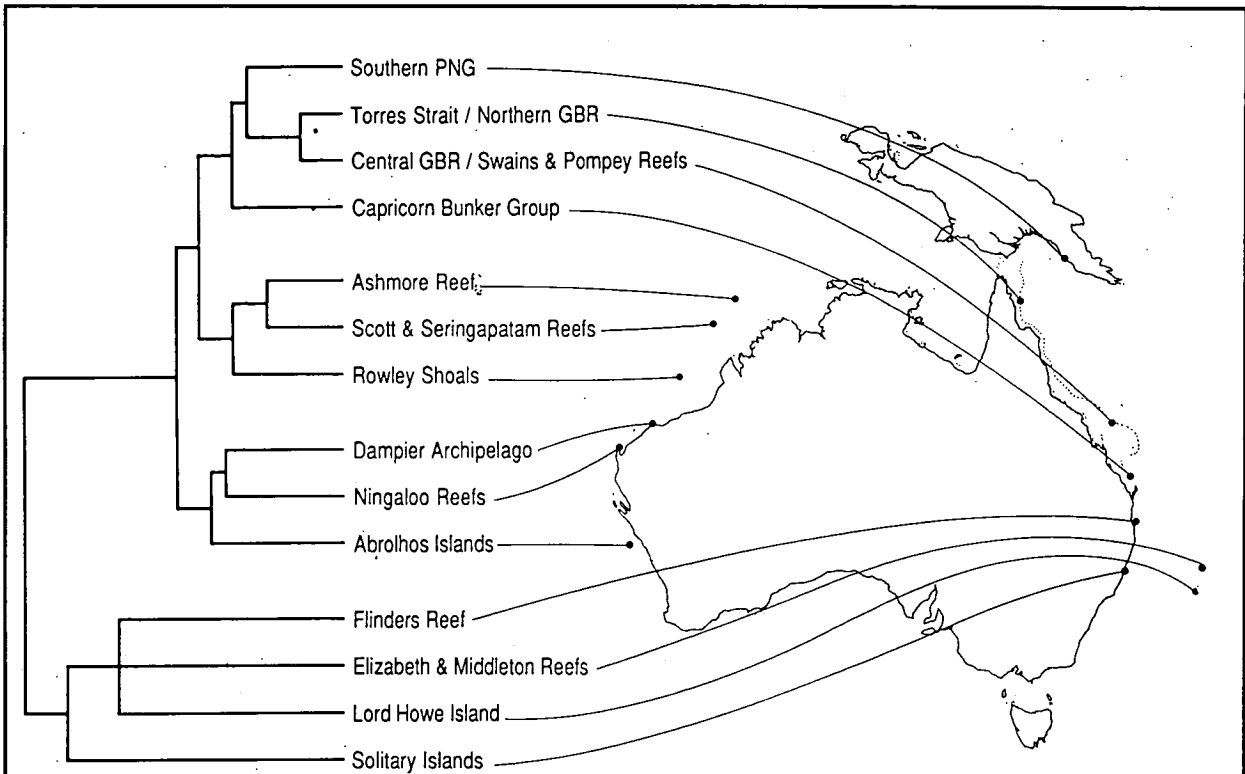 Southern PNG
Torres Strait / Northern GBR
Central GBR / Swains & Pompey Reefs
Capricorn Bunker Group
Ashmore Reef
Scott & Seringapatam Reefs
Rowley Shoals
Dampier Archipelago
Ningaloo Reefs
Abrolhos Islands
Flinders Reef
Elizabeth & Middleton Reefs
Lord Howe Island
Solitary Islands